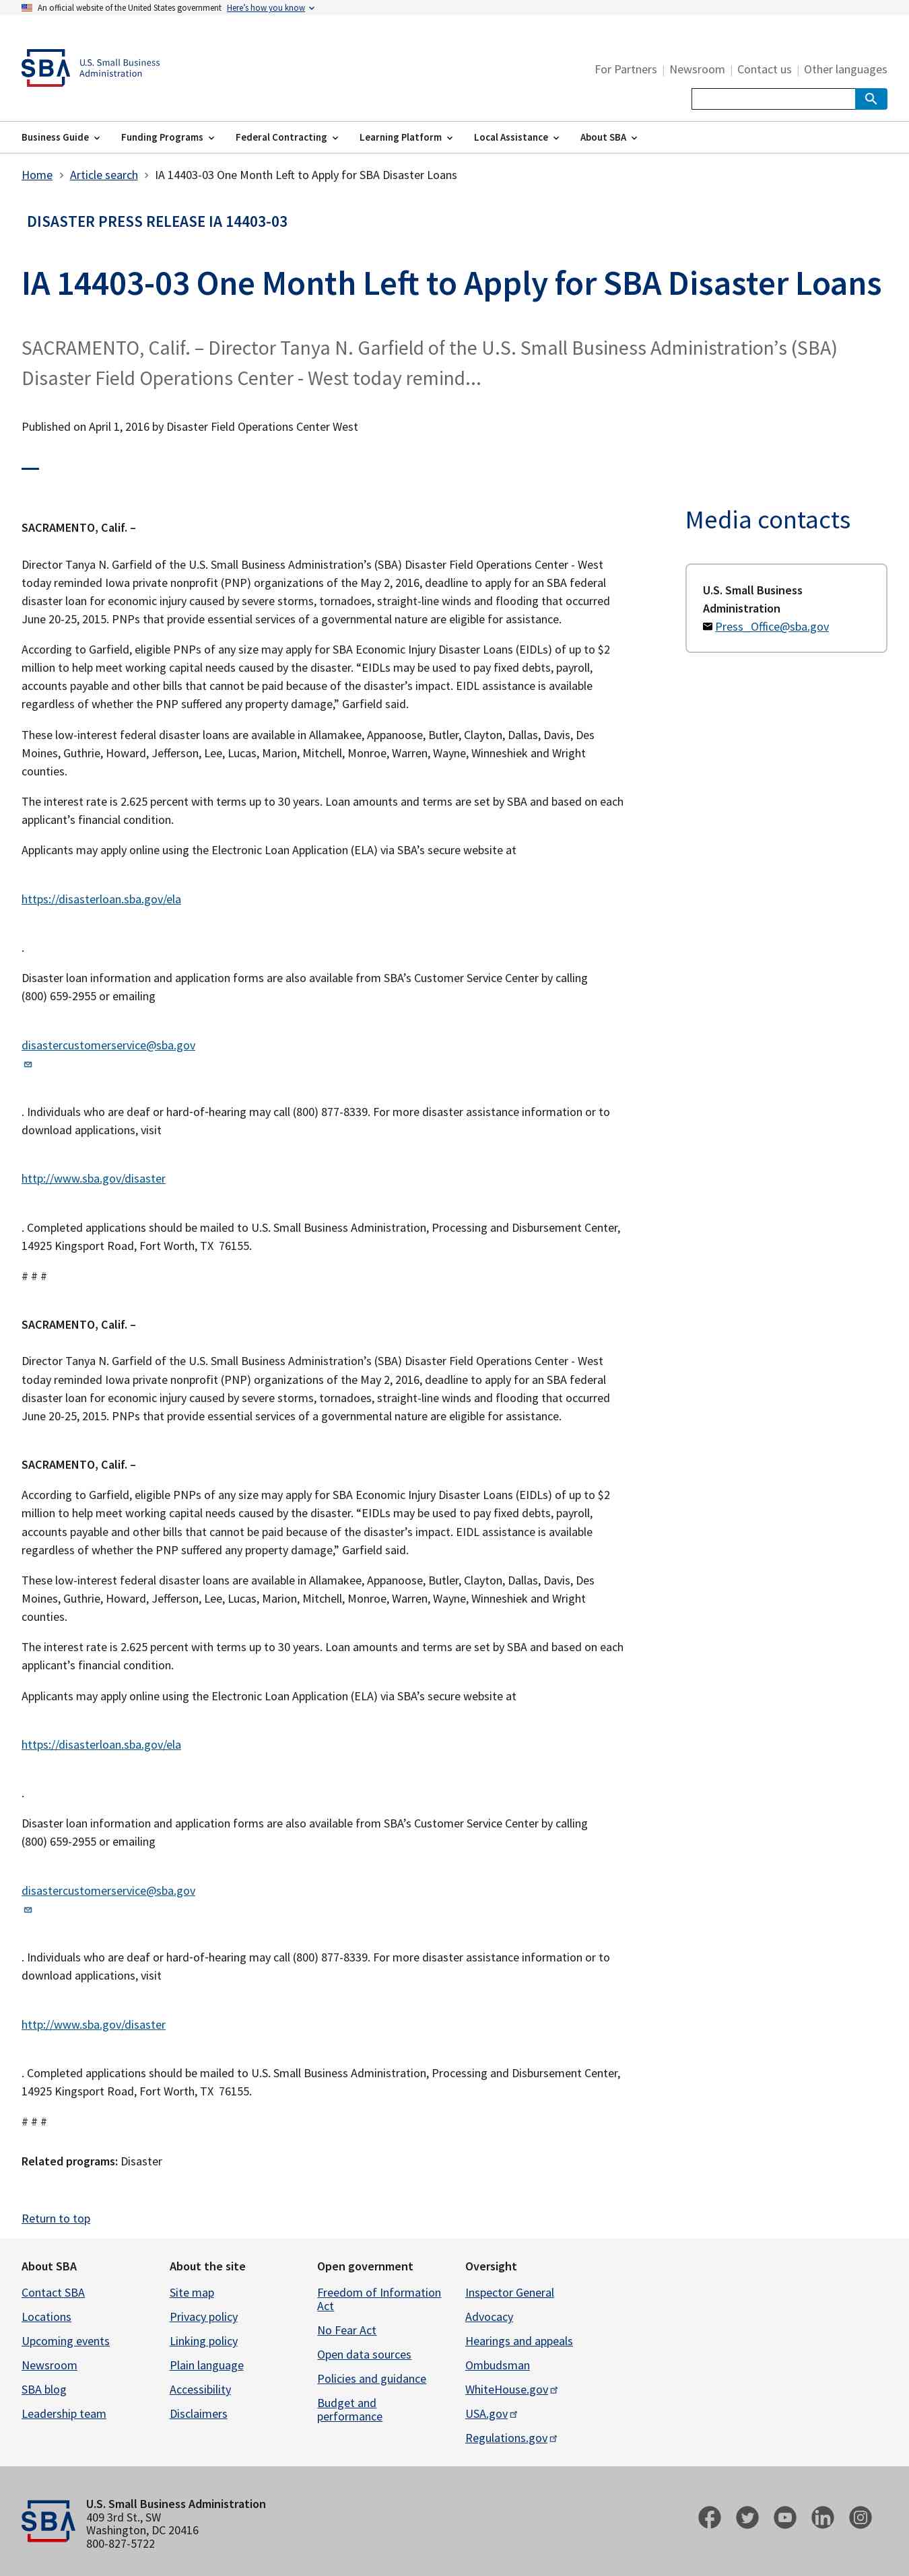 An official website of the United States government Here's how you know
SBA U.S. Small Business
Administration
For Partners | Newsroom | Contact us | Other languages
Business Guide Funding Programs Federal Contracting Learning Platform Local Assistance About SBA
Home > Article search > IA 14403-03 One Month Left to Apply for SBA Disaster Loans
DISASTER PRESS RELEASE IA 14403-03
IA 14403-03 One Month Left to Apply for SBA Disaster Loans
SACRAMENTO, Calif. – Director Tanya N. Garfield of the U.S. Small Business Administration’s (SBA)
Disaster Field Operations Center - West today remind...
Published on April 1, 2016 by Disaster Field Operations Center West
SACRAMENTO, Calif. –
Director Tanya N. Garfield of the U.S. Small Business Administration’s (SBA) Disaster Field Operations Center - West
today reminded Iowa private nonprofit (PNP) organizations of the May 2, 2016, deadline to apply for an SBA federal
disaster loan for economic injury caused by severe storms, tornadoes, straight-line winds and flooding that occurred
June 20-25, 2015. PNPs that provide essential services of a governmental nature are eligible for assistance.
According to Garfield, eligible PNPs of any size may apply for SBA Economic Injury Disaster Loans (EIDLs) of up to $2
million to help meet working capital needs caused by the disaster. “EIDLs may be used to pay fixed debts, payroll,
accounts payable and other bills that cannot be paid because of the disaster’s impact. EIDL assistance is available
regardless of whether the PNP suffered any property damage,” Garfield said.
These low-interest federal disaster loans are available in Allamakee, Appanoose, Butler, Clayton, Dallas, Davis, Des
Moines, Guthrie, Howard, Jefferson, Lee, Lucas, Marion, Mitchell, Monroe, Warren, Wayne, Winneshiek and Wright
counties.
The interest rate is 2.625 percent with terms up to 30 years. Loan amounts and terms are set by SBA and based on each
applicant’s financial condition.
Applicants may apply online using the Electronic Loan Application (ELA) via SBA’s secure website at
https://disasterloan.sba.gov/ela
.
Disaster loan information and application forms are also available from SBA’s Customer Service Center by calling
(800) 659-2955 or emailing
disastercustomerservice@sba.gov
. Individuals who are deaf or hard-of-hearing may call (800) 877-8339. For more disaster assistance information or to
download applications, visit
http://www.sba.gov/disaster
. Completed applications should be mailed to U.S. Small Business Administration, Processing and Disbursement Center,
14925 Kingsport Road, Fort Worth, TX  76155.
# # #
SACRAMENTO, Calif. –
Director Tanya N. Garfield of the U.S. Small Business Administration’s (SBA) Disaster Field Operations Center - West
today reminded Iowa private nonprofit (PNP) organizations of the May 2, 2016, deadline to apply for an SBA federal
disaster loan for economic injury caused by severe storms, tornadoes, straight-line winds and flooding that occurred
June 20-25, 2015. PNPs that provide essential services of a governmental nature are eligible for assistance.
SACRAMENTO, Calif. –
According to Garfield, eligible PNPs of any size may apply for SBA Economic Injury Disaster Loans (EIDLs) of up to $2
million to help meet working capital needs caused by the disaster. “EIDLs may be used to pay fixed debts, payroll,
accounts payable and other bills that cannot be paid because of the disaster’s impact. EIDL assistance is available
regardless of whether the PNP suffered any property damage,” Garfield said.
These low-interest federal disaster loans are available in Allamakee, Appanoose, Butler, Clayton, Dallas, Davis, Des
Moines, Guthrie, Howard, Jefferson, Lee, Lucas, Marion, Mitchell, Monroe, Warren, Wayne, Winneshiek and Wright
counties.
The interest rate is 2.625 percent with terms up to 30 years. Loan amounts and terms are set by SBA and based on each
applicant’s financial condition.
Applicants may apply online using the Electronic Loan Application (ELA) via SBA’s secure website at
https://disasterloan.sba.gov/ela
.
Disaster loan information and application forms are also available from SBA’s Customer Service Center by calling
(800) 659-2955 or emailing
disastercustomerservice@sba.gov
. Individuals who are deaf or hard-of-hearing may call (800) 877-8339. For more disaster assistance information or to
download applications, visit
http://www.sba.gov/disaster
. Completed applications should be mailed to U.S. Small Business Administration, Processing and Disbursement Center,
14925 Kingsport Road, Fort Worth, TX  76155.
# # #
Related programs: Disaster
Media contacts
U.S. Small Business
Administration
Press_Office@sba.gov
Return to top
About SBA
Contact SBA
Locations
Upcoming events
Newsroom
SBA blog
Leadership team
About the site
Site map
Privacy policy
Linking policy
Plain language
Accessibility
Disclaimers
Open government
Freedom of Information
Act
No Fear Act
Open data sources
Policies and guidance
Budget and
performance
Oversight
Inspector General
Advocacy
Hearings and appeals
Ombudsman
WhiteHouse.gov
USA.gov
Regulations.gov
SBA
U.S. Small Business Administration
409 3rd St., SW
Washington, DC 20416
800-827-5722